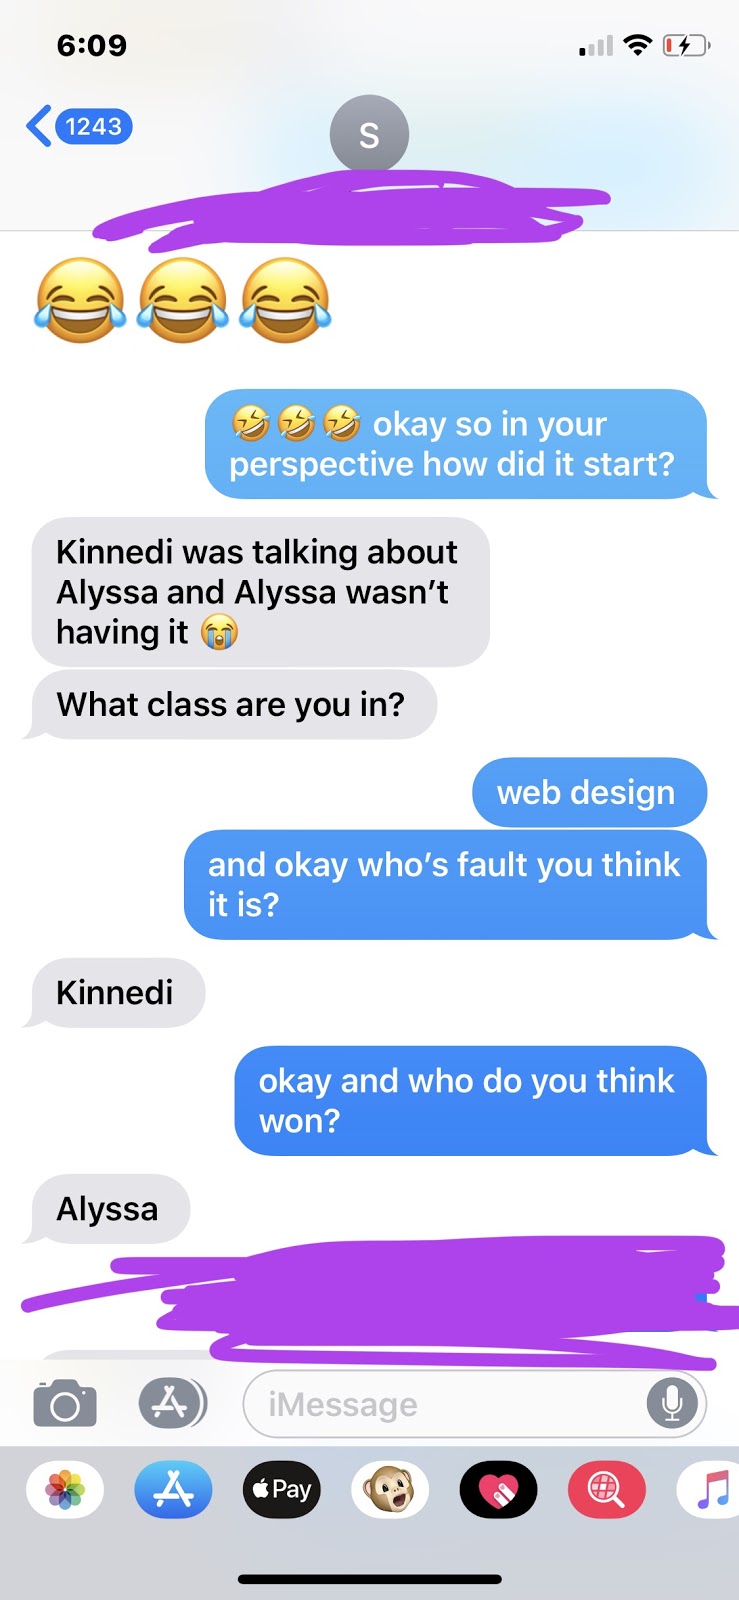 6:09
1243
S
😂😂😂
🤣🤣🤣 okay so in your
perspective how did it start?
Kinnedi was talking about
Alyssa and Alyssa wasn’t
having it 😭
What class are you in?
web design
and okay who’s fault you think
it is?
Kinnedi
okay and who do you think
won?
Alyssa
iMessage
Pay